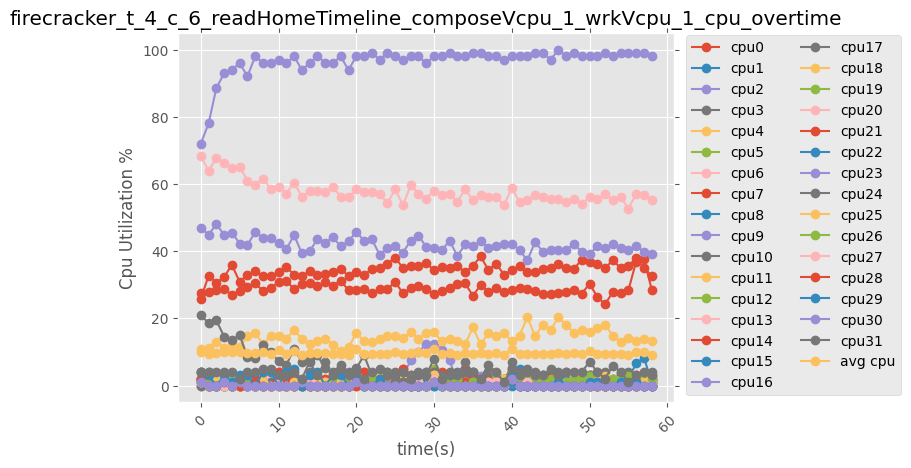 firecracker_t_4_c_6_readHomeTimeline_composeVcpu_1_wrkVcpu_1_cpu_overtime
100
80
60
40
20
0
Cpu Utilization %
0
10
20
30
40
50
60
time(s)
cpu0
cpu1
cpu2
cpu3
cpu4
cpu5
cpu6
cpu7
cpu8
cpu9
cpu10
cpu11
cpu12
cpu13
cpu14
cpu15
cpu16
cpu17
cpu18
cpu19
cpu20
cpu21
cpu22
cpu23
cpu24
cpu25
cpu26
cpu27
cpu28
cpu29
cpu30
cpu31
avg cpu